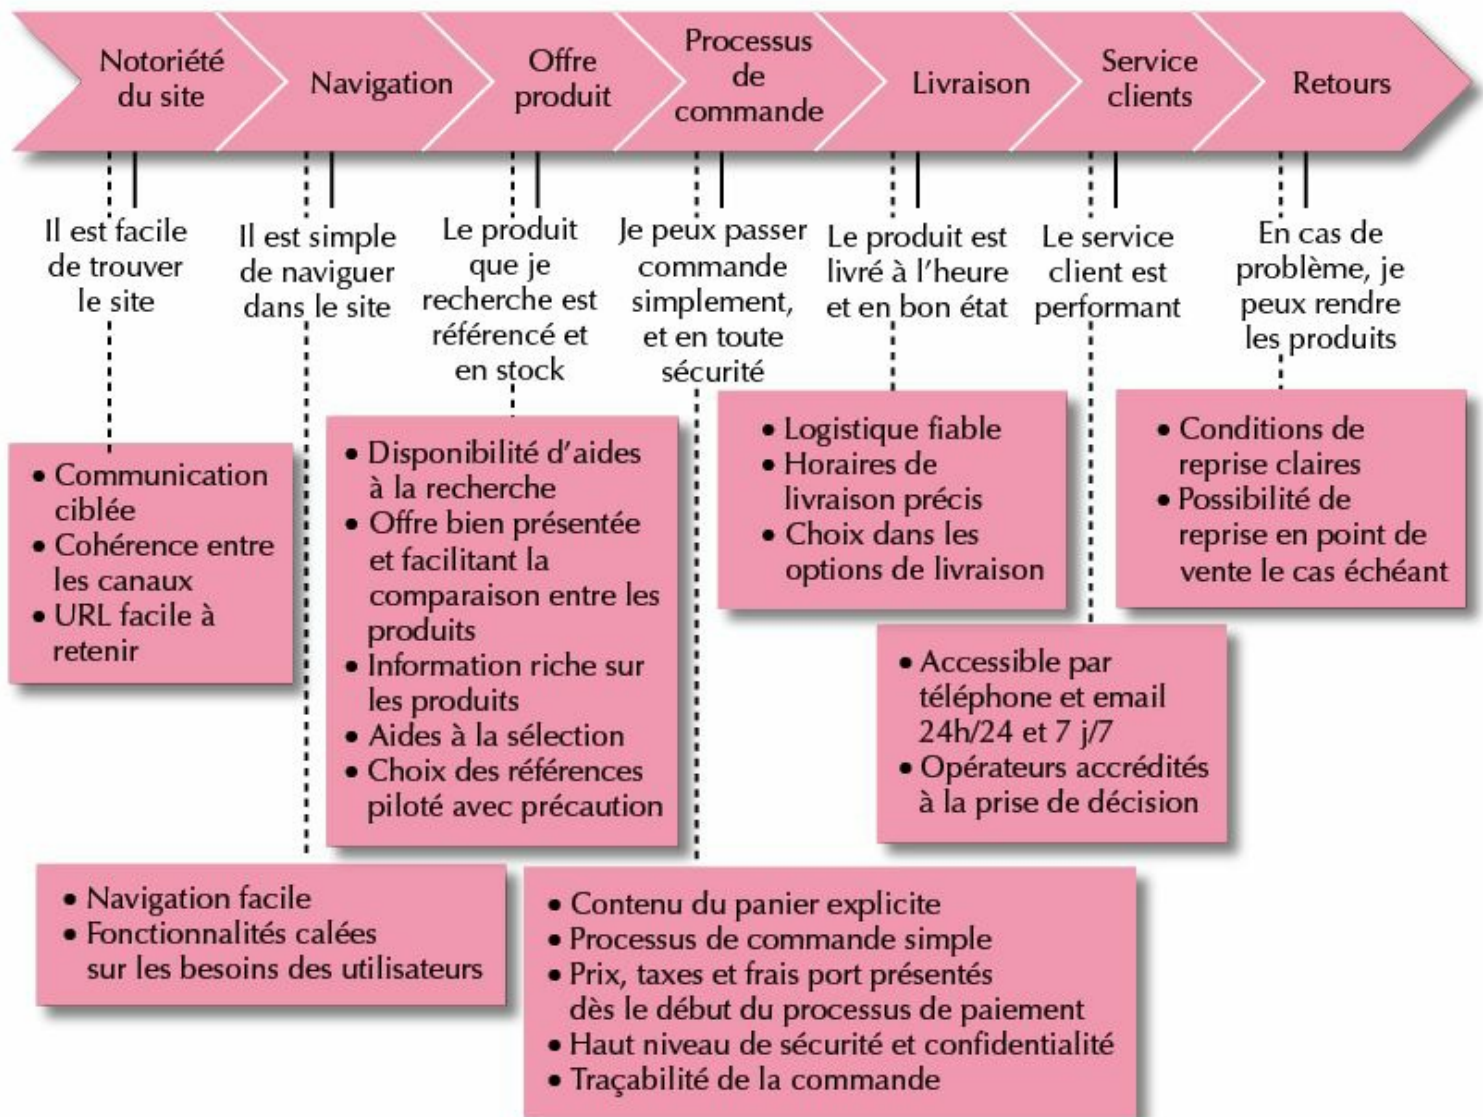 Notoriété
du site
Navigation
Offre
produit
Processus
de
commande
Livraison
Service
clients
Retours
Il est facile
de trouver
le site
Il est simple
de naviguer
dans le site
Le produit
que je
recherche est
référencé et
en stock
Je peux passer
commande
simplement,
et en toute
sécurité
Le produit est
livré à l'heure
et en bon état
Le service
client est
performant
En cas de
problème, je
peux rendre
les produits
• Communication
ciblée
• Cohérence entre
les canaux
• URL facile à
retenir
• Navigation facile
• Fonctionnalités calées
sur les besoins des utilisateurs
• Disponibilité d'aides
à la recherche
• Offre bien présentée
et facilitant la
comparaison entre les
produits
• Information riche sur
les produits
• Aides à la sélection
• Choix des références
piloté avec précaution
• Contenu du panier explicite
• Processus de commande simple
• Prix, taxes et frais port présentés
dès le début du processus de paiement
• Haut niveau de sécurité et confidentialité
• Traçabilité de la commande
• Logistique fiable
• Horaires de
livraison précis
• Choix dans les
options de livraison
• Accessible par
téléphone et email
24h/24 et 7 j/7
• Opérateurs accrédités
à la prise de décision
• Conditions de
reprise claires
• Possibilité de
reprise en point de
vente le cas échéant